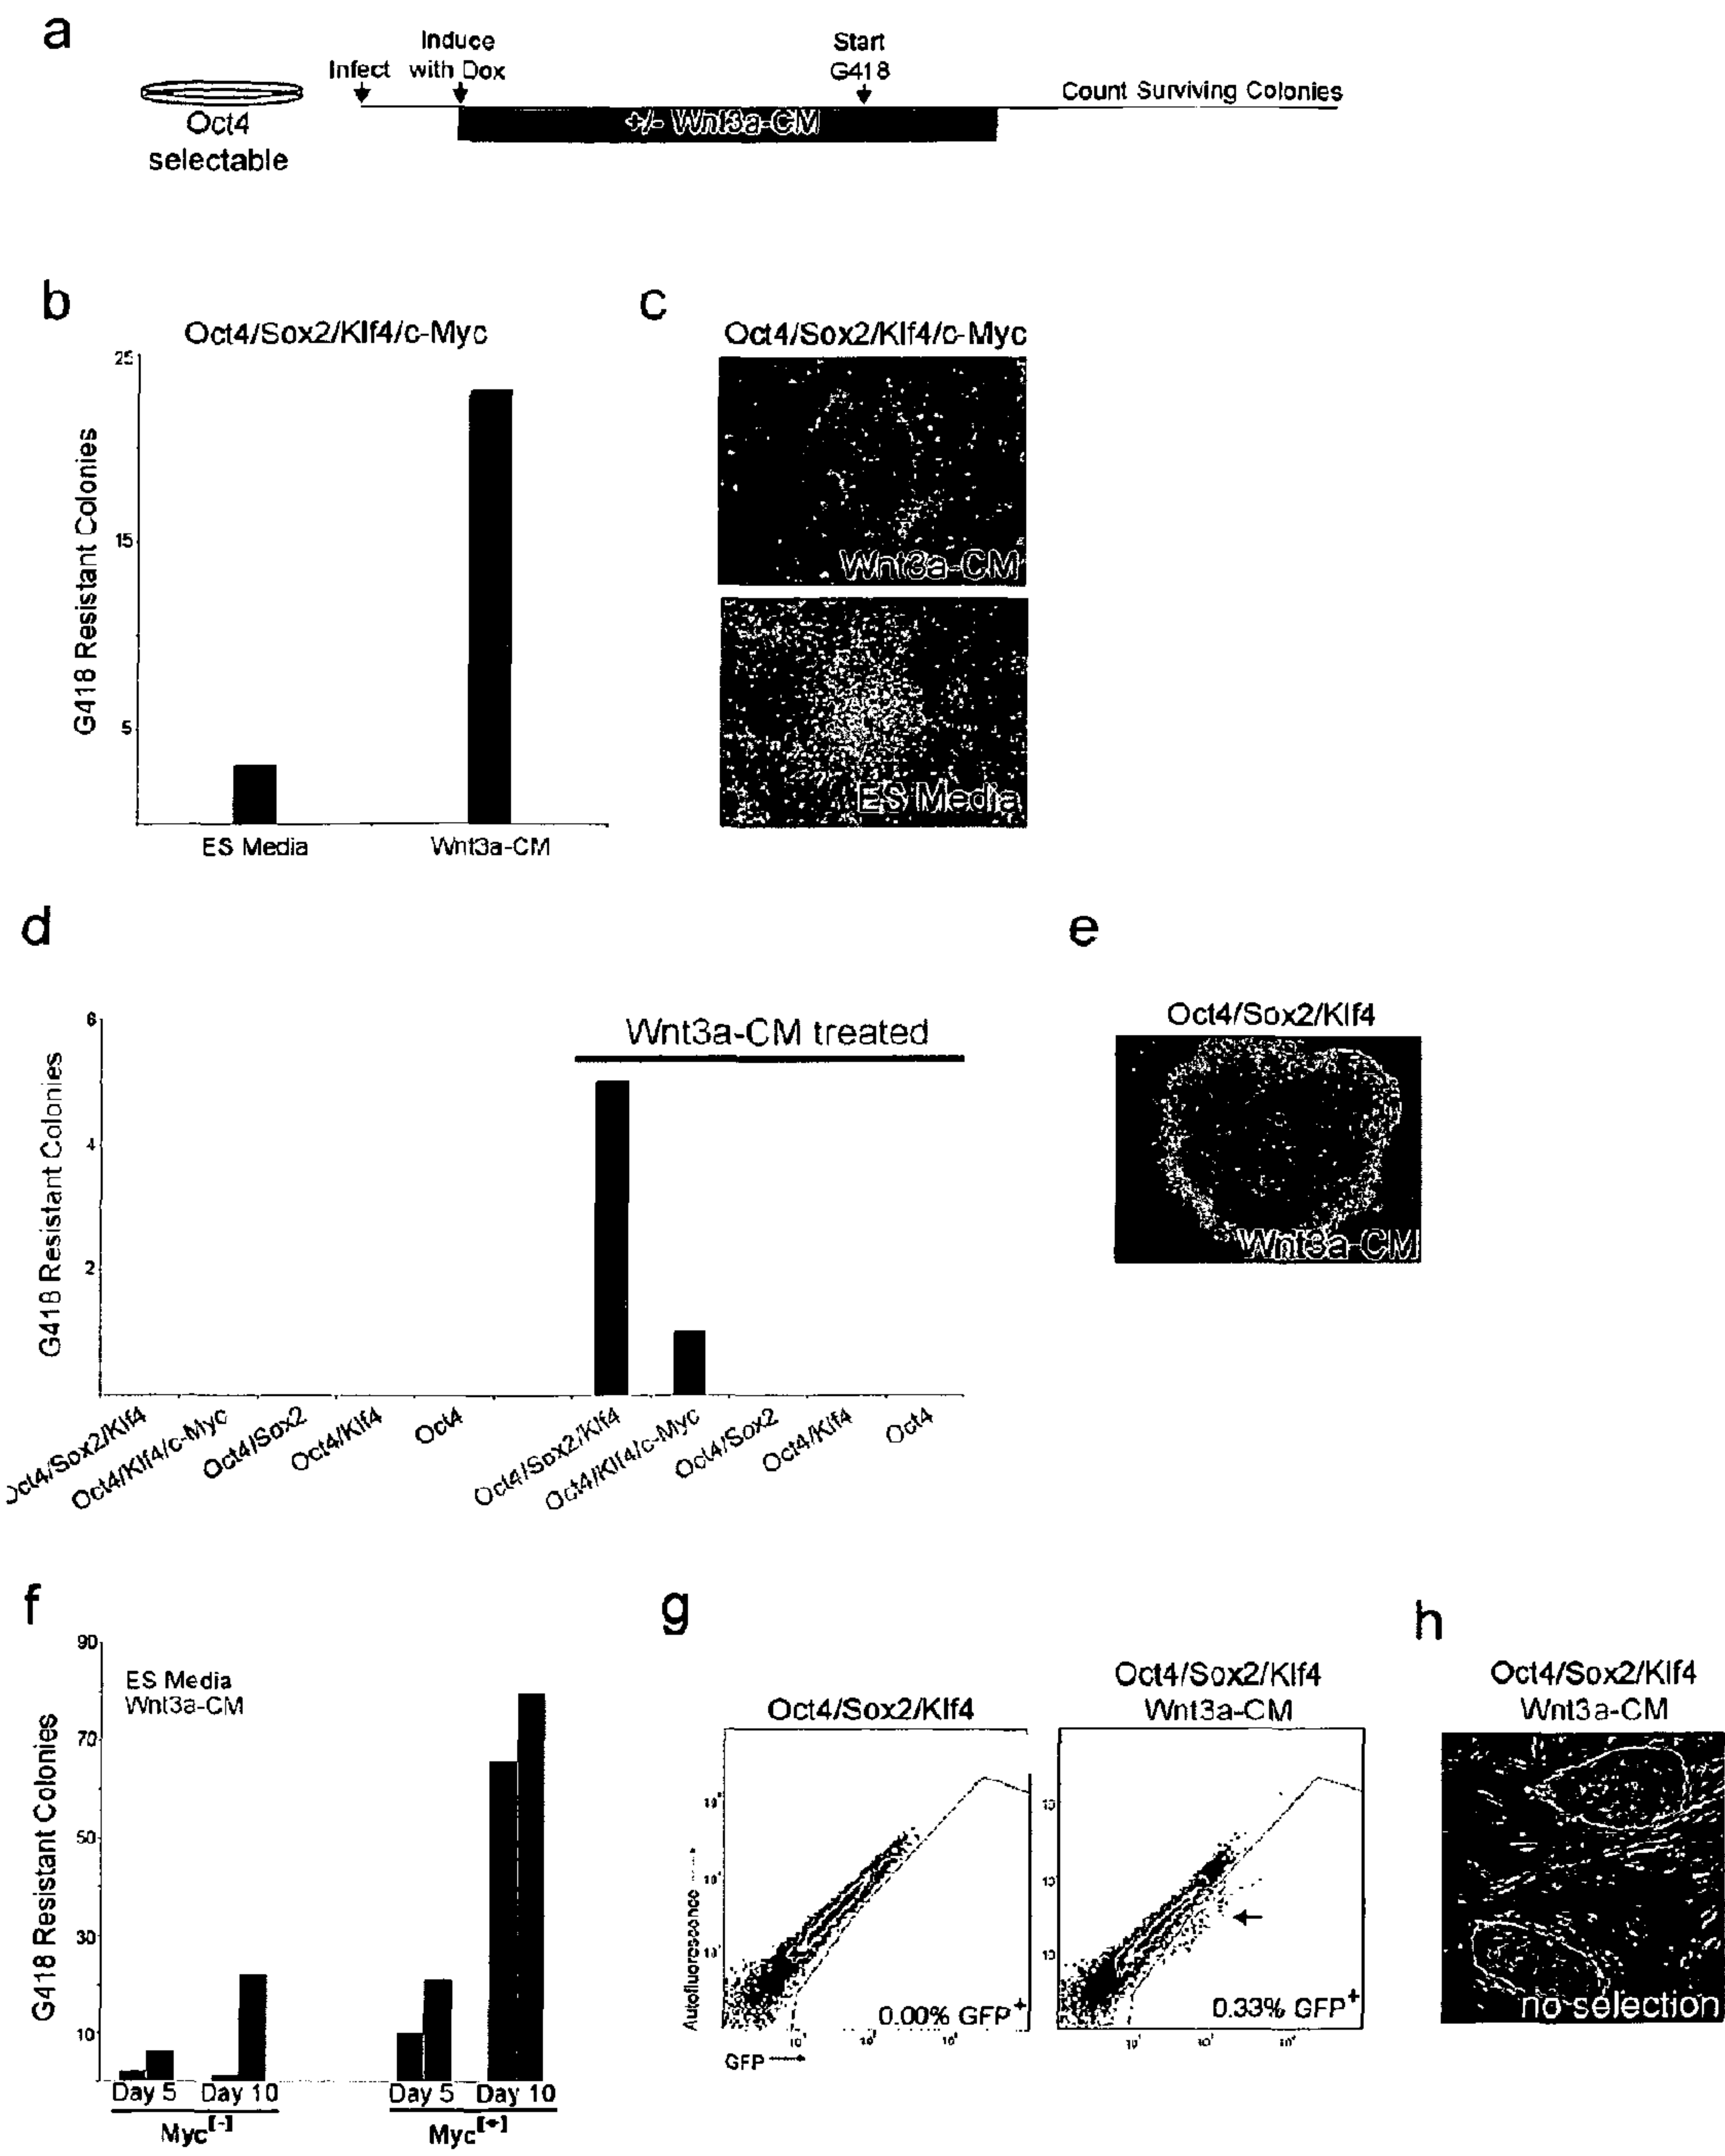 a
Infect
Induce
with Dox
Start
G418
Count Surviving Colonies
+/- Wnt3a-CM
Oct4
selectable
b
Oct4/Sox2/Klf4/c-Myc
G418 Resistant Colonies
25
15
5
ES Media
Wnt3a-CM
c
Oct4/Sox2/Klf4/c-Myc
Wnt3a-CM
ES Media
d
G418 Resistant Colonies
6
4
2
Wnt3a-CM treated
Oct4/Sox2/Klf4
Oct4/Klf4/c-Myc
Oct4/Sox2
Oct4/Klf4
Oct4
Oct4/Sox2/Klf4
Oct4/Klf4/c-Myc
Oct4/Sox2
Oct4/Klf4
Oct4
e
Oct4/Sox2/Klf4
Wnt3a-CM
f
G418 Resistant Colonies
90
70
50
30
10
ES Media
Wnt3a-CM
Day 5
Day 10
Day 5
Day 10
Myc[-]
Myc[+]
g
Oct4/Sox2/Klf4
Autofluorescence
0.00% GFP+
GFP
Oct4/Sox2/Klf4
Wnt3a-CM
0.33% GFP+
h
Oct4/Sox2/Klf4
Wnt3a-CM
no selection